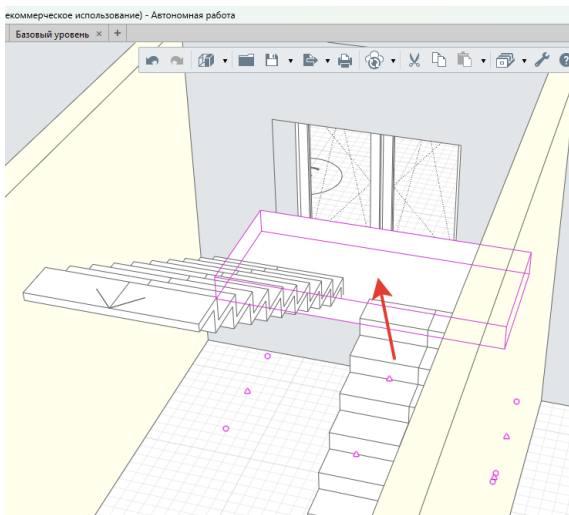 екоммерческое использование) - Автономная работа
Базовый уровень × +